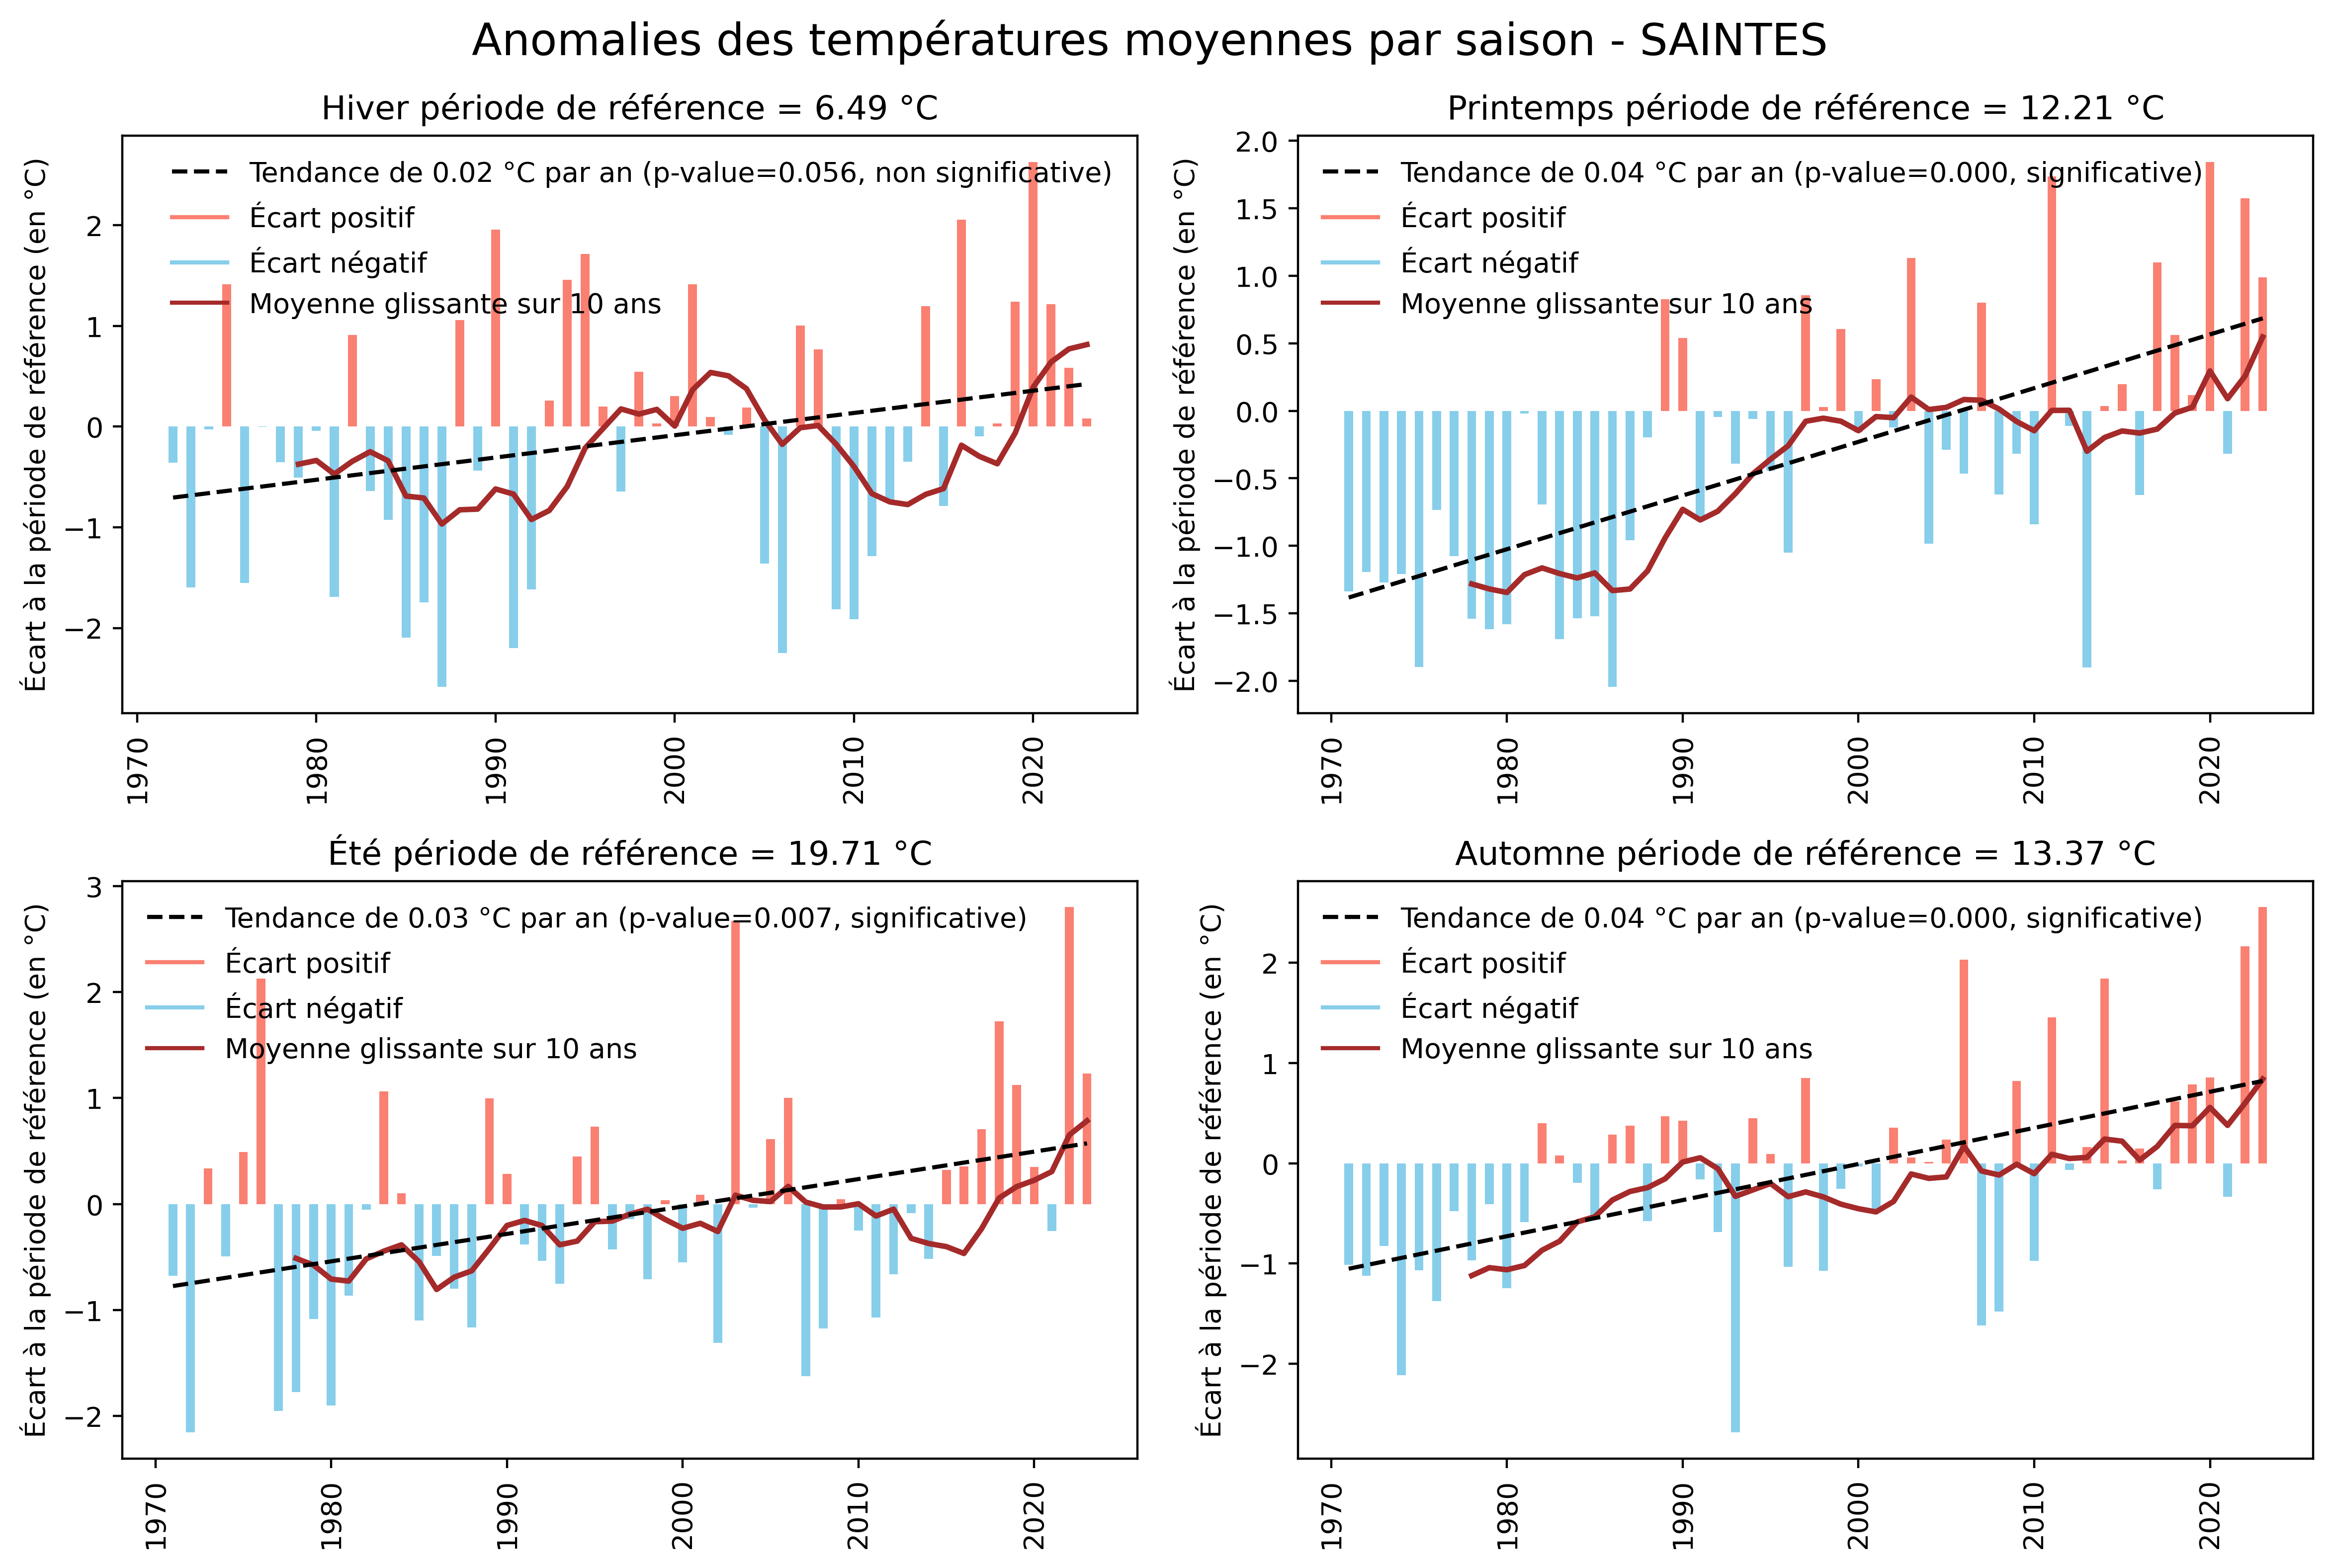 Anomalies des températures moyennes par saison - SAINTES
Hiver période de référence = 6.49 °C
Écart à la période de référence (en °C)
Tendance de 0.02 °C par an (p-value=0.056, non significative)
Écart positif
Écart négatif
Moyenne glissante sur 10 ans
2
1
0
−1
−2
1970
1980
1990
2000
2010
2020
Printemps période de référence = 12.21 °C
Écart à la période de référence (en °C)
Tendance de 0.04 °C par an (p-value=0.000, significative)
Écart positif
Écart négatif
Moyenne glissante sur 10 ans
2.0
1.5
1.0
0.5
0.0
−0.5
−1.0
−1.5
−2.0
1970
1980
1990
2000
2010
2020
Été période de référence = 19.71 °C
Écart à la période de référence (en °C)
Tendance de 0.03 °C par an (p-value=0.007, significative)
Écart positif
Écart négatif
Moyenne glissante sur 10 ans
3
2
1
0
−1
−2
1970
1980
1990
2000
2010
2020
Automne période de référence = 13.37 °C
Écart à la période de référence (en °C)
Tendance de 0.04 °C par an (p-value=0.000, significative)
Écart positif
Écart négatif
Moyenne glissante sur 10 ans
2
1
0
−1
−2
1970
1980
1990
2000
2010
2020